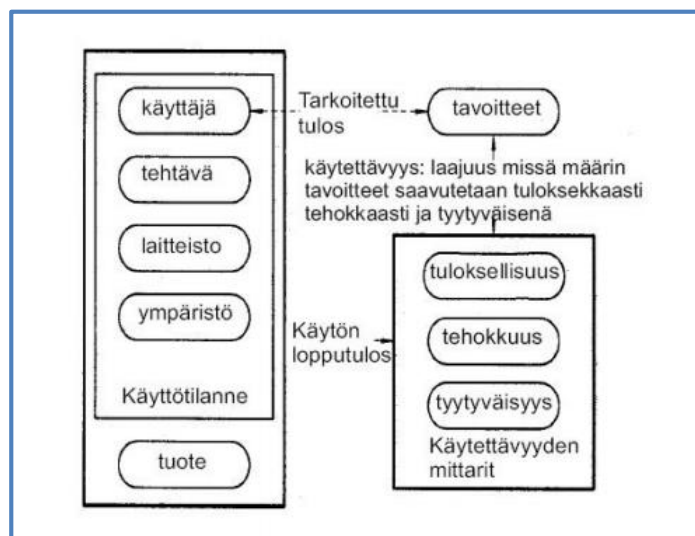 käyttäjä
tehtävä
laitteisto
ympäristö
Käyttötilanne
tuote
Tarkoitettu
tulos
tavoitteet
käytettävyys: laajuus missä määrin
tavoitteet saavutetaan tuloksekkaasti
tehokkaasti ja tyytyväisenä
Käytön
lopputulos
tuloksellisuus
tehokkuus
tyytyväisyys
Käytettävyyden
mittarit